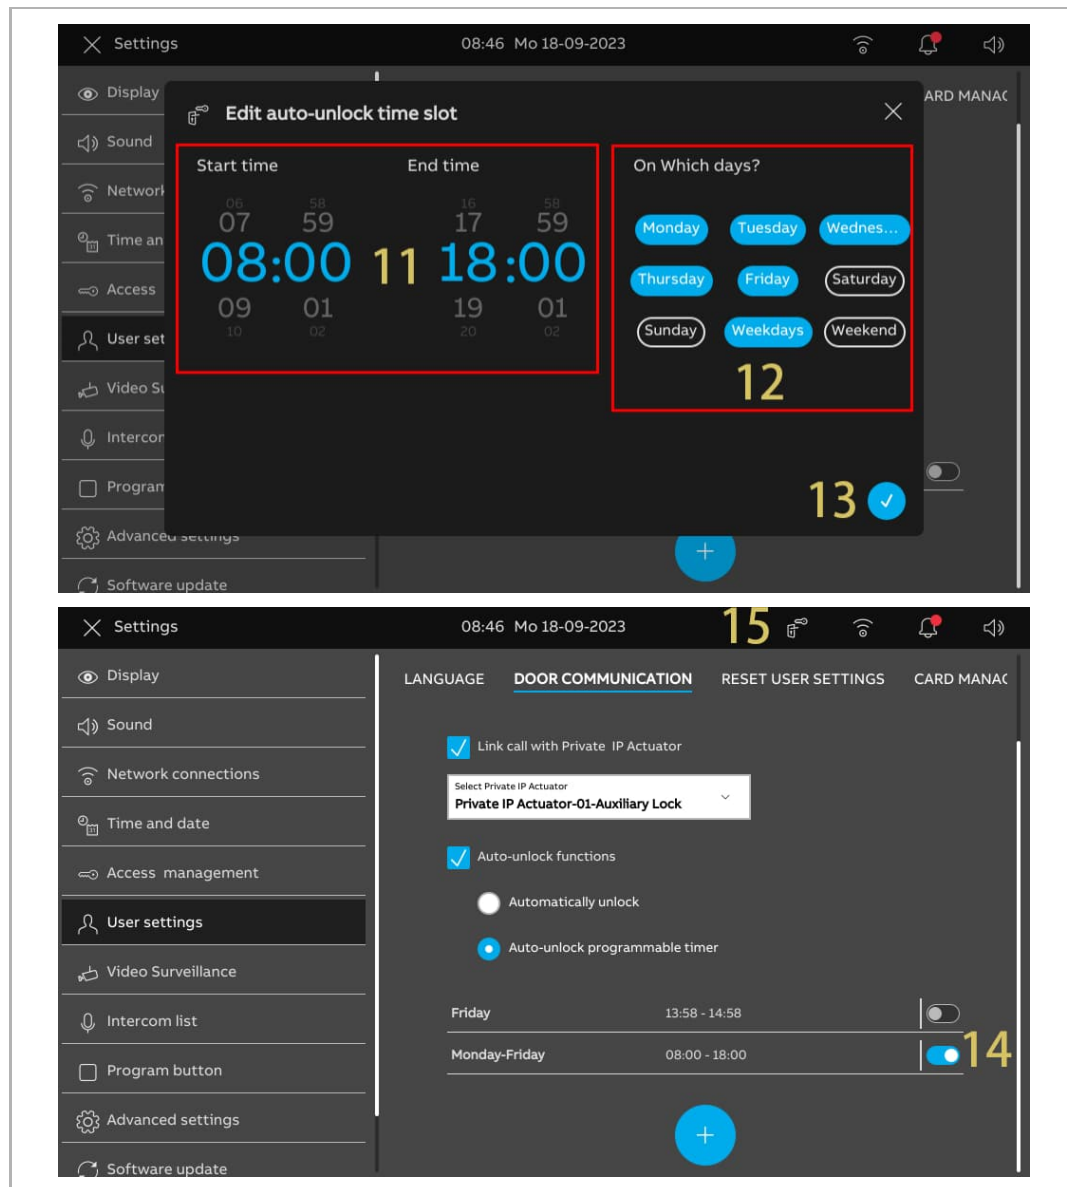 Settings 08:46 Mo 18-09-2023
Display
ARD MANA
Edit auto-unlock time slot
Sound
Start time End time On Which days?
Network
06 58 16 58
07 59 17 59
Monday Tuesday Wednes...
Time an
08:00 11 18:00
Thursday Friday Saturday
Access
09 01 19 01
10 02 20 02
Sunday Weekdays Weekend
User set
12
Video Su
Intercom
Program
13
Advanced settings
+
Software update
Settings 08:46 Mo 18-09-2023 15
Display
LANGUAGE DOOR COMMUNICATION RESET USER SETTINGS CARD MANA
Sound
Link call with Private IP Actuator
Network connections
Select Private IP Actuator
Private IP Actuator-01-Auxiliary Lock
Time and date
Auto-unlock functions
Access management
Automatically unlock
User settings
Auto-unlock programmable timer
Video Surveillance
Friday 13:58 - 14:58
Intercom list
Monday-Friday 08:00 - 18:00 14
Program button
Advanced settings
+
Software update